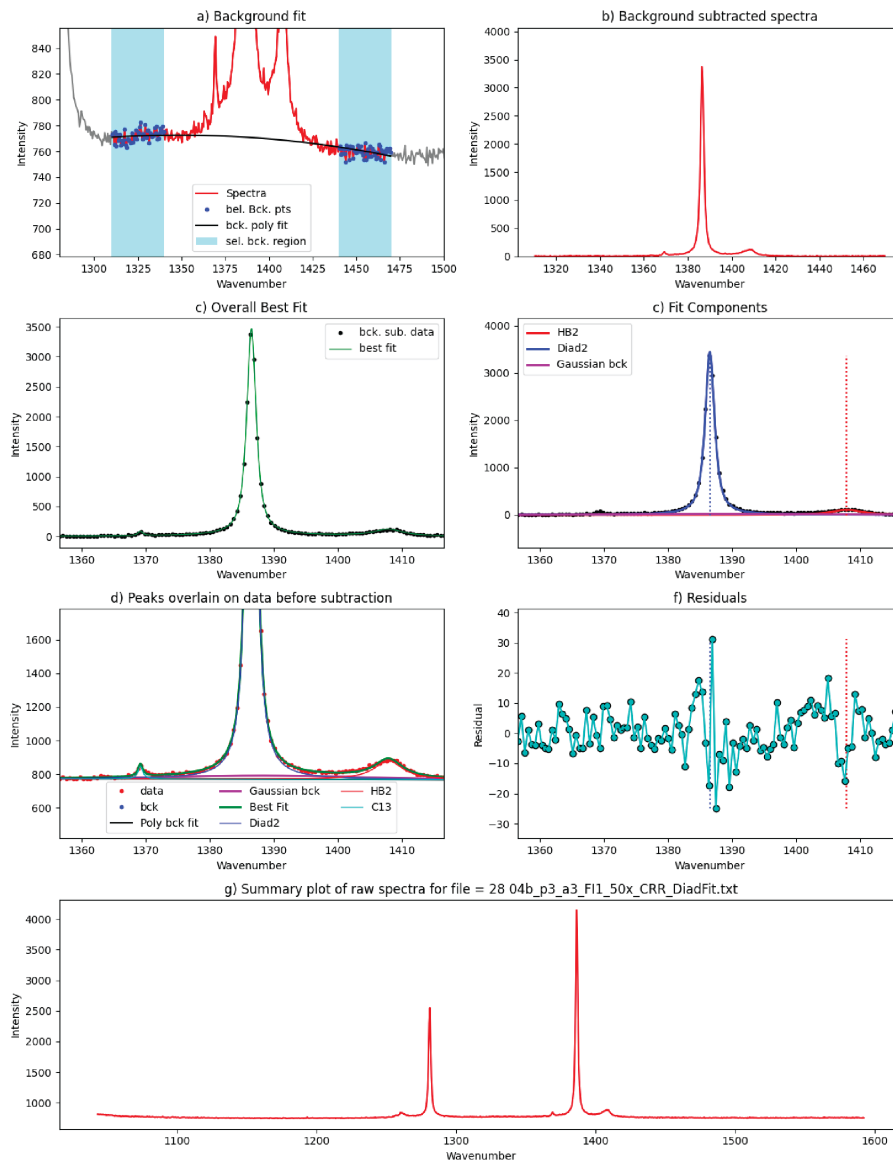 a) Background fit
b) Background subtracted spectra
840
820
800
780
760
740
720
700
680
Intensity
Spectra
bel. Bck. pts
bck. poly fit
sel. bck. region
1300 1325 1350 1375 1400 1425 1450 1475 1500
Wavenumber
4000
3500
3000
2500
2000
1500
1000
500
0
Intensity
1320 1340 1360 1380 1400 1420 1440 1460
Wavenumber
c) Overall Best Fit
c) Fit Components
3500
3000
2500
2000
1500
1000
500
0
Intensity
bck. sub. data
best fit
1360 1370 1380 1390 1400 1410
Wavenumber
4000
3000
2000
1000
0
Intensity
HB2
Diad2
Gaussian bck
1360 1370 1380 1390 1400 1410
Wavenumber
d) Peaks overlain on data before subtraction
f) Residuals
1600
1400
1200
1000
800
600
Intensity
data
bck
Poly bck fit
Gaussian bck
Best Fit
Diad2
HB2
C13
1360 1370 1380 1390 1400 1410
Wavenumber
40
30
20
10
0
−10
−20
−30
Residual
1360 1370 1380 1390 1400 1410
Wavenumber
g) Summary plot of raw spectra for file = 28 04b_p3_a3_FI1_50x_CRR_DiadFit.txt
4000
3500
3000
2500
2000
1500
1000
Intensity
1100 1200 1300 1400 1500 1600
Wavenumber